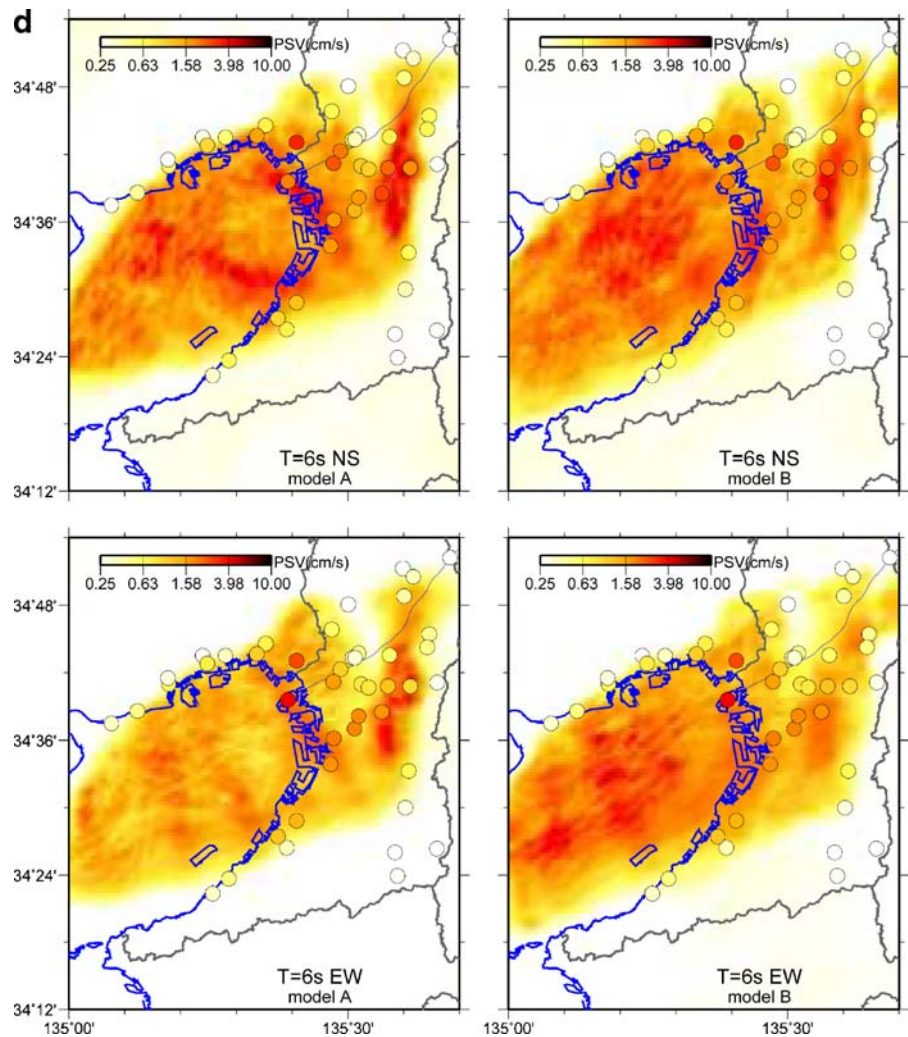 d
PSV(cm/s)
0.25 0.63 1.58 3.98 10.00
PSV(cm/s)
0.25 0.63 1.58 3.98 10.00
34˚48'
34˚36'
34˚24'
34˚12'
T=6s NS
model A
T=6s NS
model B
PSV(cm/s)
0.25 0.63 1.58 3.98 10.00
PSV(cm/s)
0.25 0.63 1.58 3.98 10.00
34˚48'
34˚36'
34˚24'
34˚12'
T=6s EW
model A
T=6s EW
model B
135˚00' 135˚30' 135˚00' 135˚30'